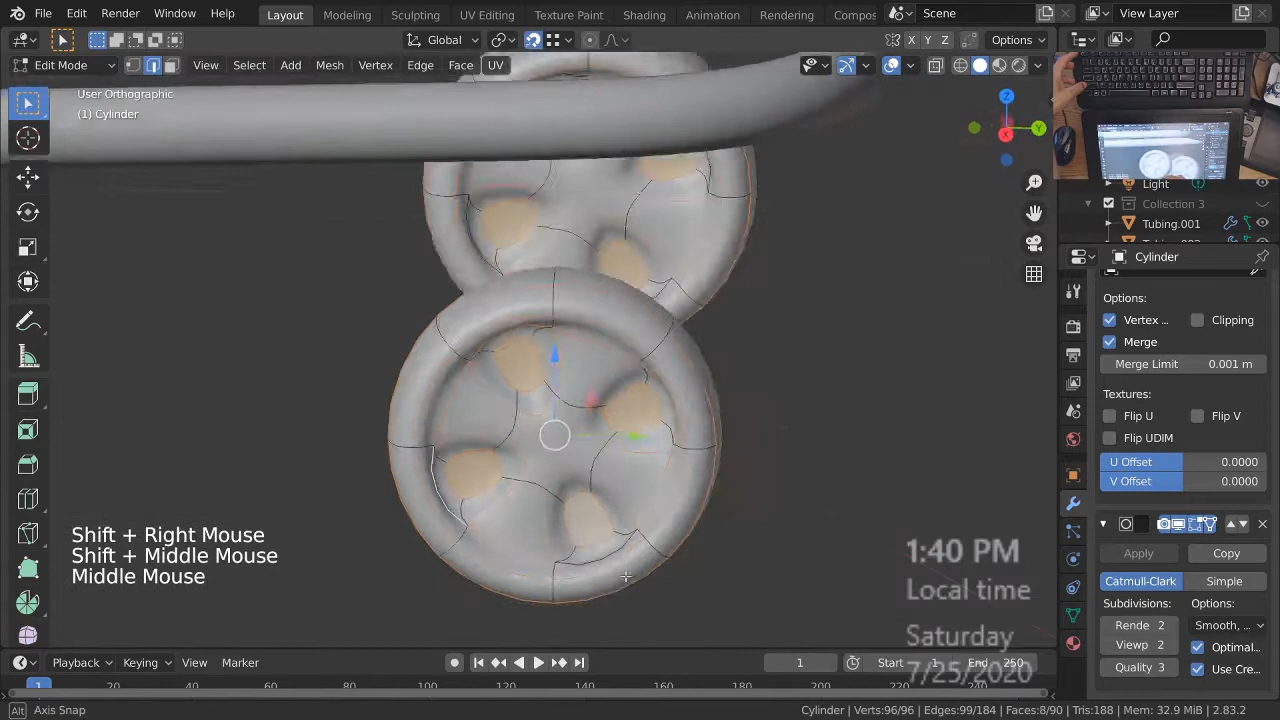 File Edit Render Window Help
Layout Modeling Sculpting UV Editing Texture Paint Shading Animation Rendering Compos
Scene
View Layer
Global
X Y Z
Options
Edit Mode
View Select Add Mesh Vertex Edge Face UV
User Orthographic
(1) Cylinder
Z
Y
X
Light
Collection 3
Tubing.001
Cylinder
Options:
Vertex ...
Clipping
Merge
Merge Limit 0.001 m
Textures:
Flip U
Flip V
Flip UDIM
U Offset 0.0000
V Offset 0.0000
Apply
Copy
Catmull-Clark
Simple
Subdivisions:
Options:
Rende 2
Smooth, ...
Viewp 2
Optimal...
Quality 3
Use Cre...
Shift + Right Mouse
Shift + Middle Mouse
Middle Mouse
1:40 PM
Local time
Saturday
7/25/2020
Playback Keying View Marker
1
Start 1
End 250
1 20 60 80 100 120 140 160 180 200 220 240
Alt Axis Snap
Cylinder | Verts:96/96 | Edges:99/184 | Faces:8/90 | Tris:188 | Mem: 32.9 MiB | 2.83.2